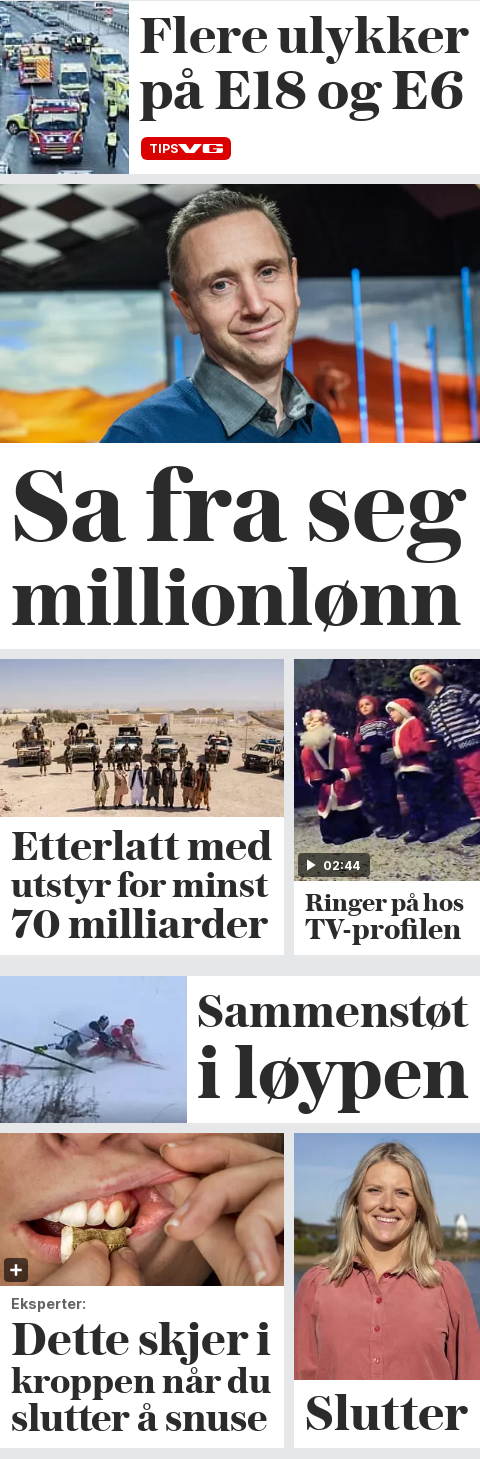 Flere ulykker
på E18 og E6
TIPS VG
Sa fra seg
millionlønn
Etterlatt med
utstyr for minst
70 milliarder
02:44
Ringer på hos
TV-profilen
Sammenstøt
i løypen
Eksperter:
Dette skjer i
kroppen når du
slutter å snuse
Slutter